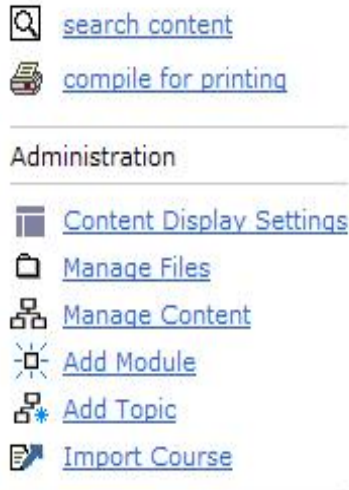 search content
compile for printing
Administration
Content Display Settings
Manage Files
Manage Content
Add Module
Add Topic
Import Course